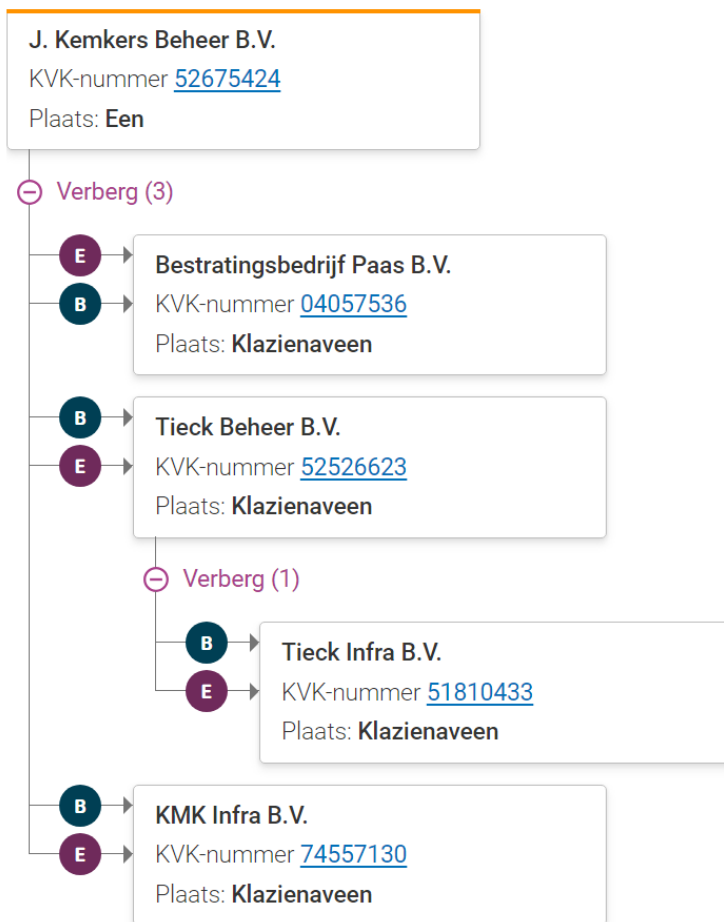 J. Kemkers Beheer B.V.
KVK-nummer 52675424
Plaats: Een
Verberg (3)
E
Bestratingsbedrijf Paas B.V.
B
KVK-nummer 04057536
Plaats: Klazienaveen
B
Tieck Beheer B.V.
E
KVK-nummer 52526623
Plaats: Klazienaveen
Verberg (1)
B
Tieck Infra B.V.
E
KVK-nummer 51810433
Plaats: Klazienaveen
B
KMK Infra B.V.
E
KVK-nummer 74557130
Plaats: Klazienaveen